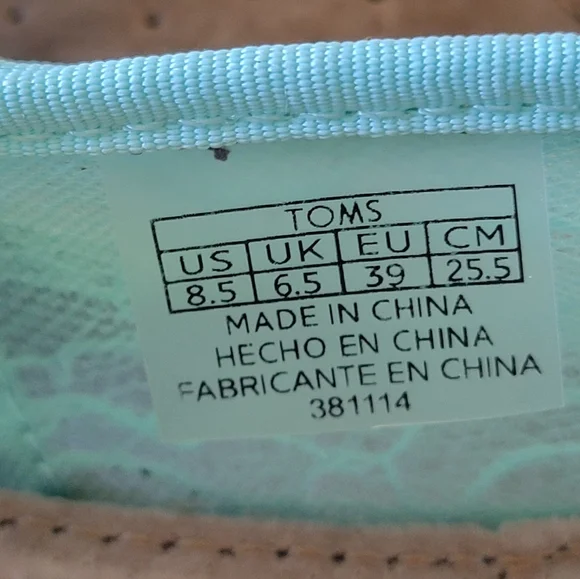 TOMS
US UK EU CM
8.5 6.5 39 25.5
MADE IN CHINA
HECHO EN CHINA
FABRICANTE EN CHINA
381114